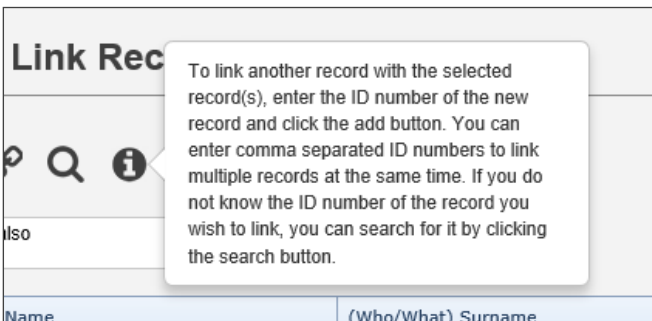 Link Rec
To link another record with the selected
record(s), enter the ID number of the new
record and click the add button. You can
enter comma separated ID numbers to link
multiple records at the same time. If you do
not know the ID number of the record you
wish to link, you can search for it by clicking
the search button.
also
Name
(Who/What) Surname